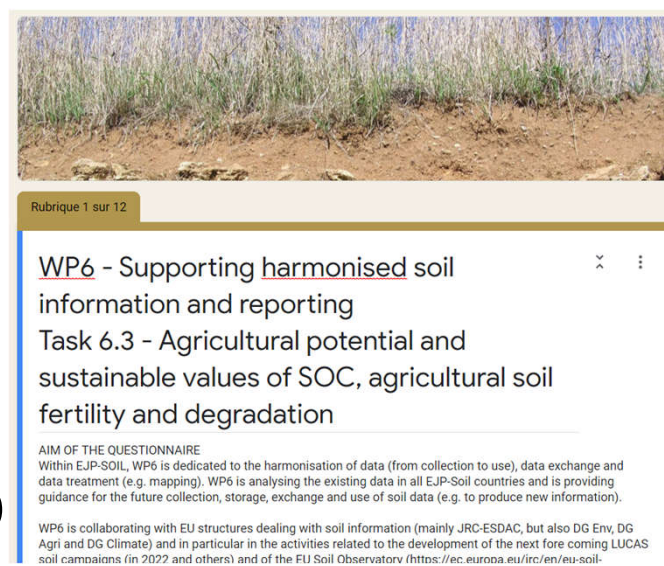 Rubrique 1 sur 12
WP6 - Supporting harmonised soil
information and reporting
Task 6.3 - Agricultural potential and
sustainable values of SOC, agricultural soil
fertility and degradation
AIM OF THE QUESTIONNAIRE
Within EJP-SOIL, WP6 is dedicated to the harmonisation of data (from collection to use), data exchange and
data treatment (e.g. mapping). WP6 is analysing the existing data in all EJP-Soil countries and is providing
guidance for the future collection, storage, exchange and use of soil data (e.g. to produce new information).
WP6 is collaborating with EU structures dealing with soil information (mainly JRC-ESDAC, but also DG Env, DG
Agri and DG Climate) and in particular in the activities related to the development of the next fore coming LUCAS
soil campaigns (in 2022 and others) and of the EU Soil Observatory (https://ec.europa.eu/jrc/en/eu-soil-